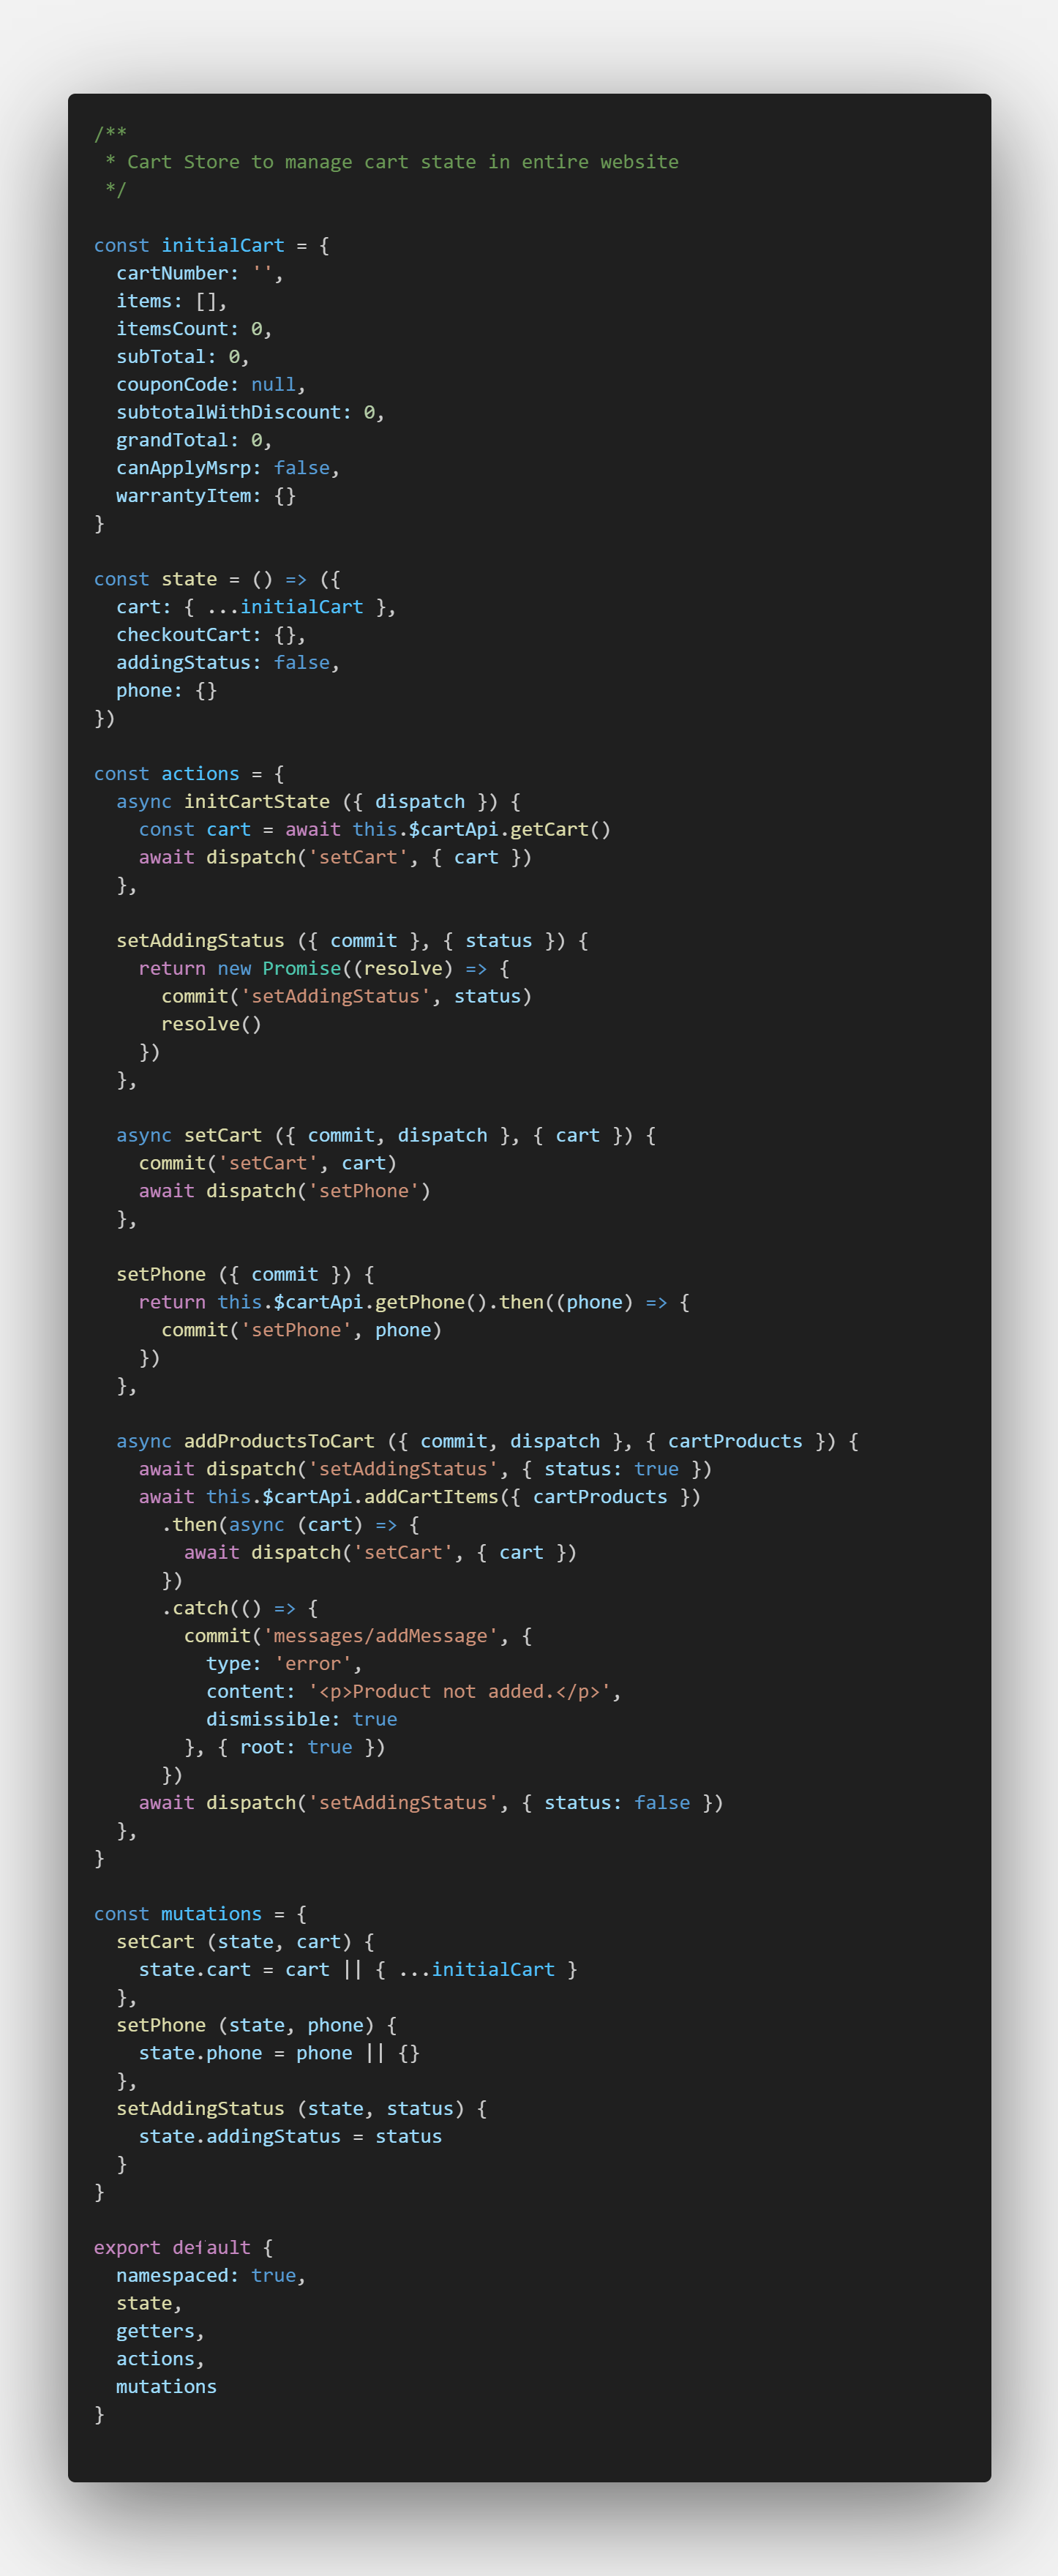 /**
 * Cart Store to manage cart state in entire website
 */

const initialCart = {
  cartNumber: '',
  items: [],
  itemsCount: 0,
  subTotal: 0,
  couponCode: null,
  subtotalWithDiscount: 0,
  grandTotal: 0,
  canApplyMsrp: false,
  warrantyItem: {}
}

const state = () => ({
  cart: { ...initialCart },
  checkoutCart: {},
  addingStatus: false,
  phone: {}
})

const actions = {
  async initCartState ({ dispatch }) {
    const cart = await this.$cartApi.getCart()
    await dispatch('setCart', { cart })
  },

  setAddingStatus ({ commit }, { status }) {
    return new Promise((resolve) => {
      commit('setAddingStatus', status)
      resolve()
    })
  },

  async setCart ({ commit, dispatch }, { cart }) {
    commit('setCart', cart)
    await dispatch('setPhone')
  },

  setPhone ({ commit }) {
    return this.$cartApi.getPhone().then((phone) => {
      commit('setPhone', phone)
    })
  },

  async addProductsToCart ({ commit, dispatch }, { cartProducts }) {
    await dispatch('setAddingStatus', { status: true })
    await this.$cartApi.addCartItems({ cartProducts })
      .then(async (cart) => {
        await dispatch('setCart', { cart })
      })
      .catch(() => {
        commit('messages/addMessage', {
          type: 'error',
          content: '<p>Product not added.</p>',
          dismissible: true
        }, { root: true })
      })
    await dispatch('setAddingStatus', { status: false })
  },
}

const mutations = {
  setCart (state, cart) {
    state.cart = cart || { ...initialCart }
  },
  setPhone (state, phone) {
    state.phone = phone || {}
  },
  setAddingStatus (state, status) {
    state.addingStatus = status
  }
}

export default {
  namespaced: true,
  state,
  getters,
  actions,
  mutations
}